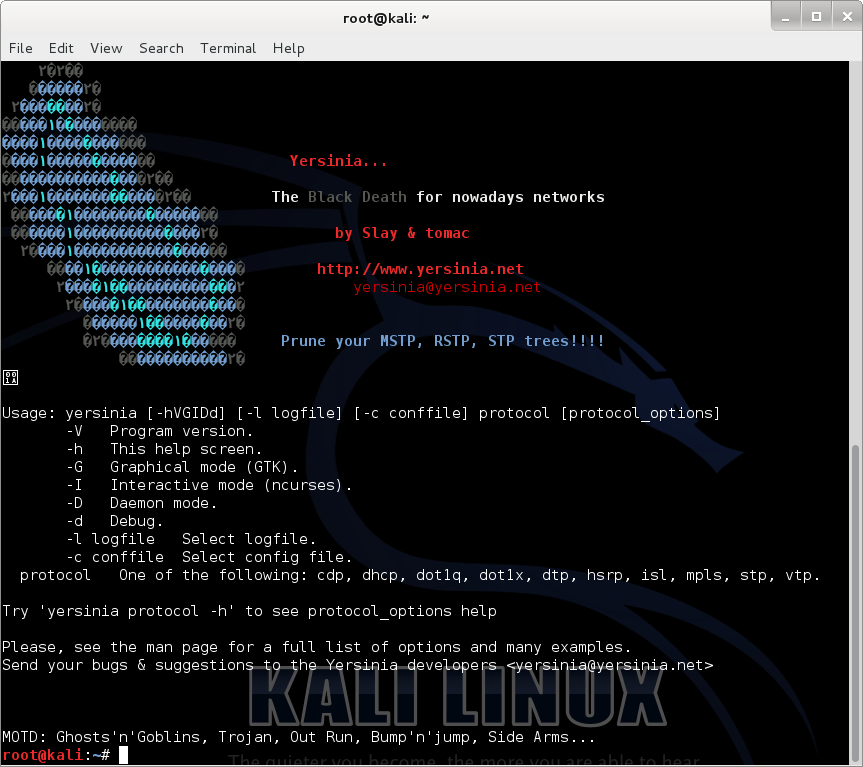 root@kali: ~
File Edit View Search Terminal Help
Yersinia...
The Black Death for nowadays networks
by Slay & tomac
http://www.yersinia.net
yersinia@yersinia.net
Prune your MSTP, RSTP, STP trees!!!!
Usage: yersinia [-hVGIDd] [-l logfile] [-c conffile] protocol [protocol_options]
-V Program version.
-h This help screen.
-G Graphical mode (GTK).
-I Interactive mode (ncurses).
-D Daemon mode.
-d Debug.
-l logfile Select logfile.
-c conffile Select config file.
protocol One of the following: cdp, dhcp, dot1q, dot1x, dtp, hsrp, isl, mpls, stp, vtp.
Try 'yersinia protocol -h' to see protocol_options help
Please, see the man page for a full list of options and many examples.
Send your bugs & suggestions to the Yersinia developers <yersinia@yersinia.net>
KALI LINUX
MOTD: Ghosts'n'Goblins, Trojan, Out Run, Bump'n'jump, Side Arms...
root@kali:~#
The quieter you become, the more you are able to hear